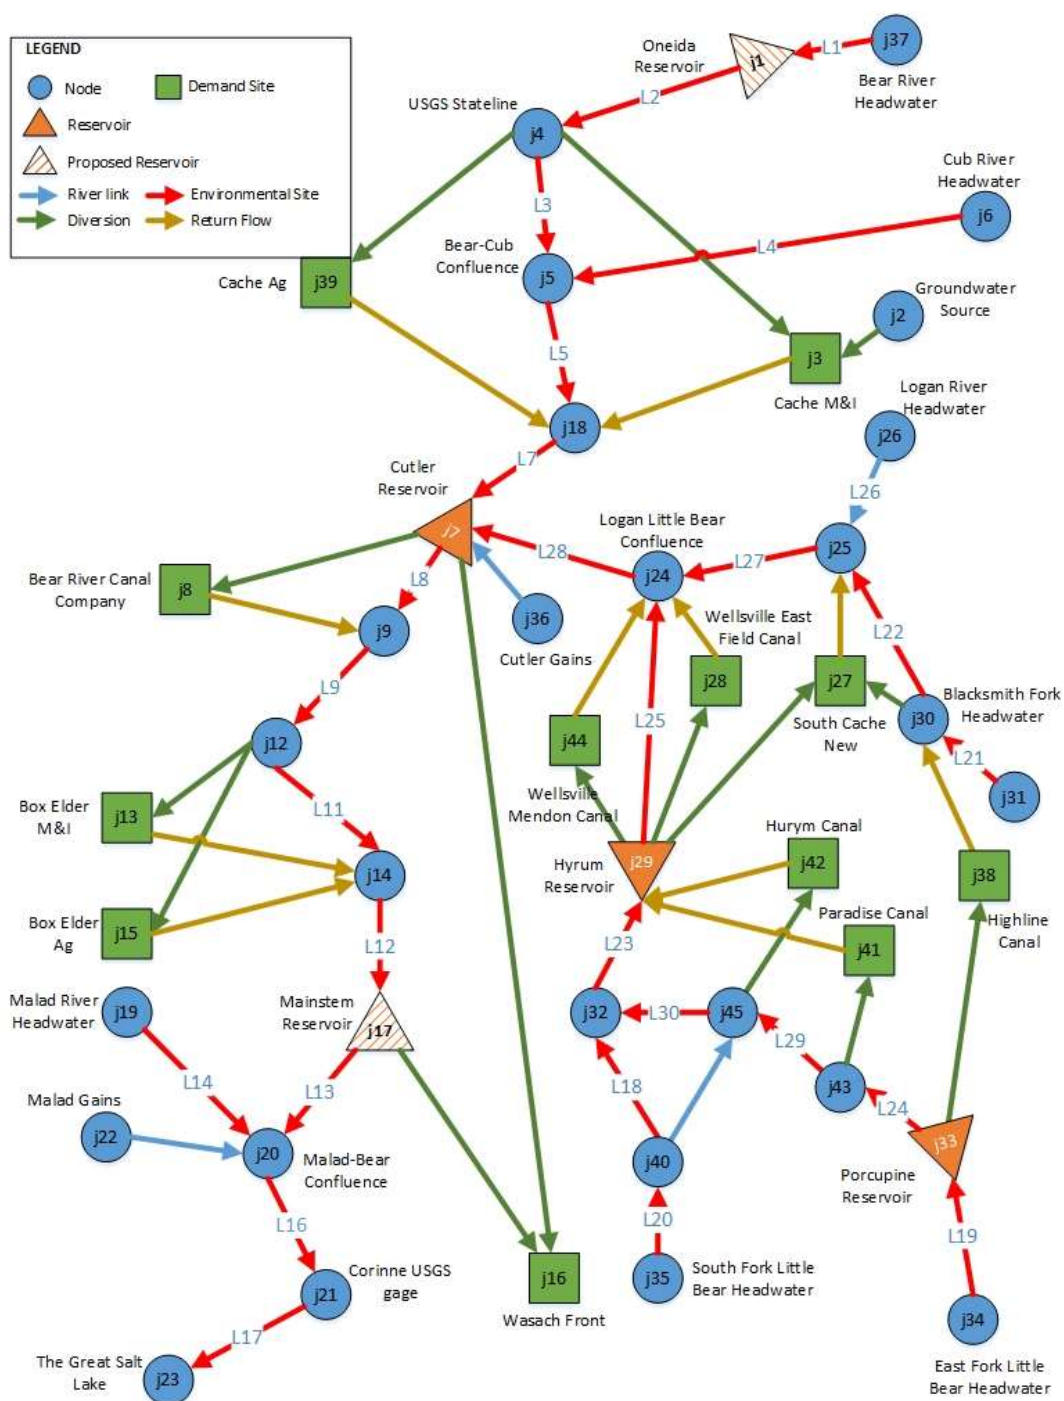 LEGEND
Node
Demand Site
Reservoir
Proposed Reservoir
River link
Environmental Site
Diversion
Return Flow
Oneida
Reservoir
j1
L1
j37
Bear River
Headwater
L2
USGS Stateline
j4
Cub River
Headwater
j6
L3
L4
Bear-Cub
Confluence
j5
Cache Ag
j39
Groundwater
Source
j2
L5
j3
Cache M&I
Logan River
Headwater
j26
j18
L7
Cutler
Reservoir
j7
L26
Logan Little Bear
Confluence
j24
L28
L27
j25
Bear River Canal
Company
j8
L8
j9
j36
Cutler Gains
Wellsville East
Field Canal
j28
L22
j27
South Cache
New
j30
Blacksmith Fork
Headwater
L9
L25
j12
j44
Wellsville
Mendon Canal
L21
j31
Box Elder
M&I
j13
L11
j14
Hyrum
Reservoir
j29
Hurym Canal
j42
j38
Highline
Canal
Box Elder
Ag
j15
L12
Paradise Canal
j41
L23
Malad River
Headwater
j19
Mainstem
Reservoir
j17
j32
L30
j45
L29
L14
L13
L18
j43
L24
Malad Gains
j22
j20
Malad-Bear
Confluence
j40
j33
Porcupine
Reservoir
L16
L20
L19
j21
Corinne USGS
gage
j16
Wasach Front
j35
South Fork Little
Bear Headwater
j34
L17
The Great Salt
Lake
j23
East Fork Little
Bear Headwater